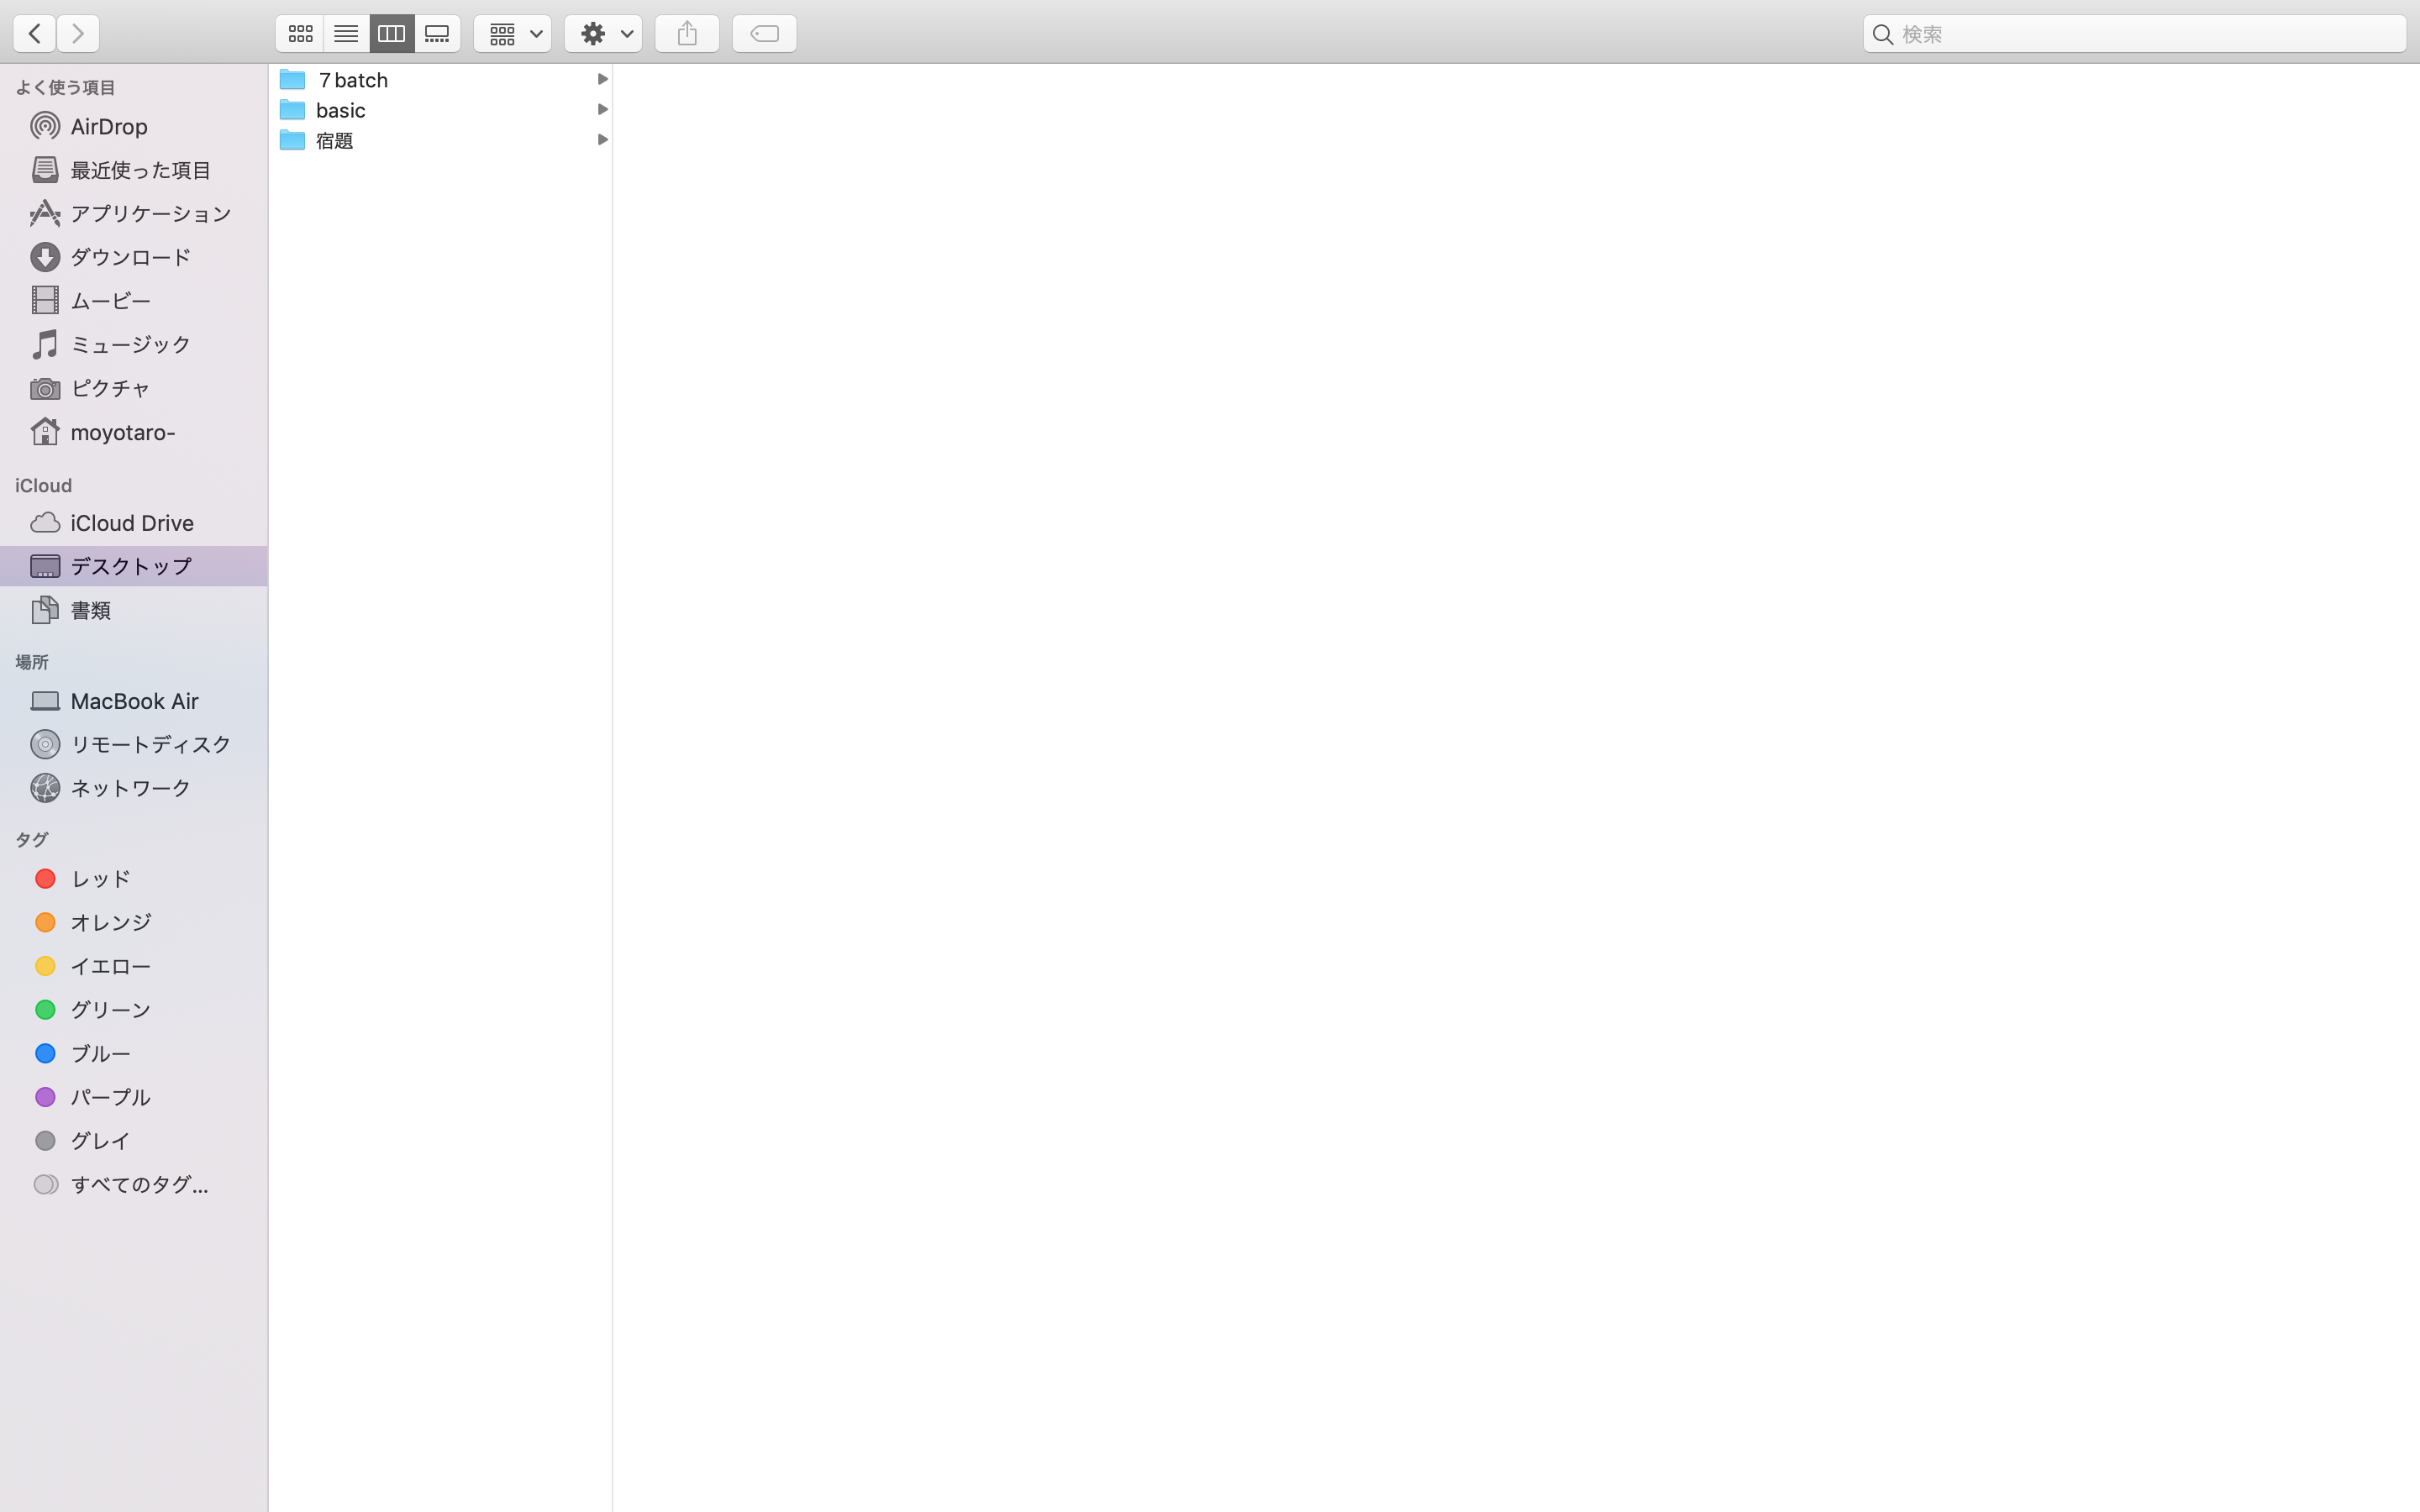 検索
よく使う項目
AirDrop
最近使った項目
アプリケーション
ダウンロード
ムービー
ミュージック
ピクチャ
moyotaro-
iCloud
iCloud Drive
デスクトップ
書類
場所
MacBook Air
リモートディスク
ネットワーク
タグ
レッド
オレンジ
イエロー
グリーン
ブルー
パープル
グレイ
すべてのタグ...
７batch
basic
宿題